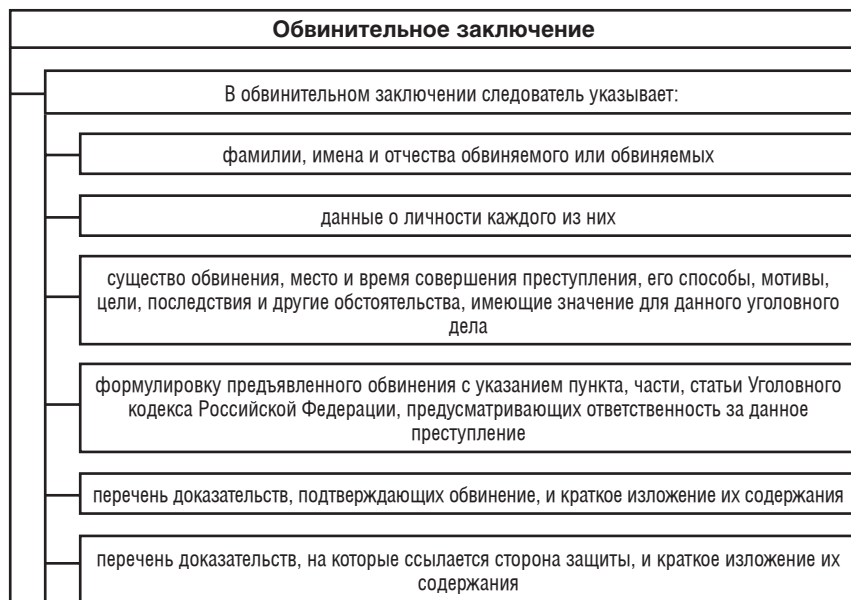 Обвинительное заключение
В обвинительном заключении следователь указывает:
фамилии, имена и отчества обвиняемого или обвиняемых
данные о личности каждого из них
существо обвинения, место и время совершения преступления, его способы, мотивы,
цели, последствия и другие обстоятельства, имеющие значение для данного уголовного
дела
формулировку предъявленного обвинения с указанием пункта, части, статьи Уголовного
кодекса Российской Федерации, предусматривающих ответственность за данное
преступление
перечень доказательств, подтверждающих обвинение, и краткое изложение их содержания
перечень доказательств, на которые ссылается сторона защиты, и краткое изложение их
содержания